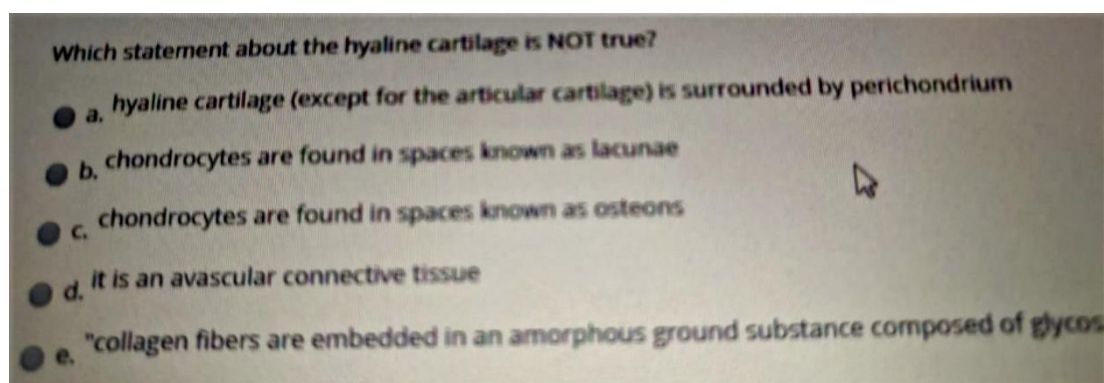 Which statement about the hyaline cartilage is NOT true?
a. hyaline cartilage (except for the articular cartilage) is surrounded by perichondrium
b. chondrocytes are found in spaces known as lacunae
c. chondrocytes are found in spaces known as osteons
d. it is an avascular connective tissue
e. "collagen fibers are embedded in an amorphous ground substance composed of glycos